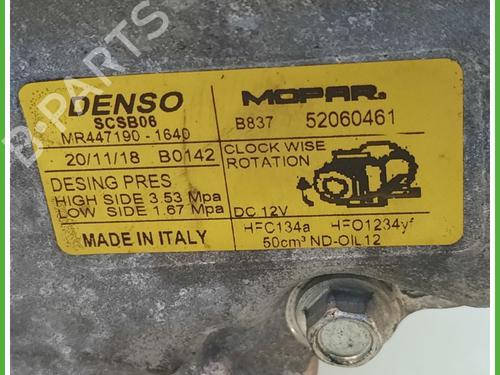 DENSO
SCSB06
MR447190-1640
20/11/18 B0142
DESING PRES
HIGH SIDE 3.53 Mpa
LOW SIDE 1.67 Mpa
MADE IN ITALY
MOPAR
B837 52060461
CLOCK WISE
ROTATION
DC 12V
HFC134a HFO1234yf
50cm³ ND-OIL12
B-PARTS